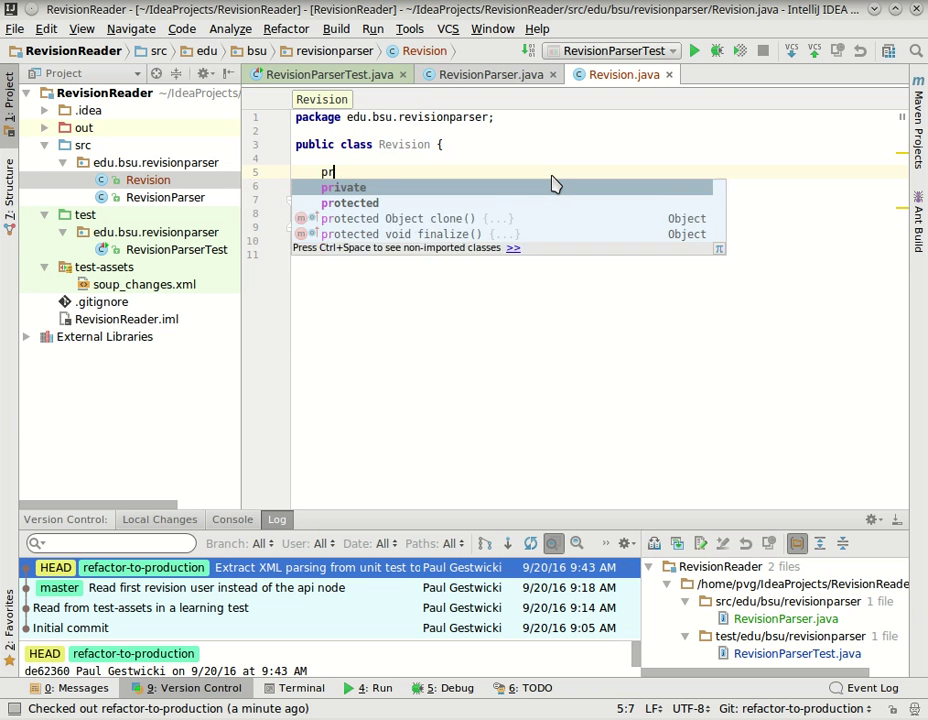 RevisionReader - [~/IdeaProjects/RevisionReader] - [RevisionReader] - ~/IdeaProjects/RevisionReader/src/edu/bsu/revisionparser/Revision.java - IntelliJ IDEA ...
File Edit View Navigate Code Analyze Refactor Build Run Tools VCS Window Help
RevisionReader src edu bsu revisionparser Revision RevisionParserTest VCS VCS
Project RevisionParserTest.java RevisionParser.java Revision.java
1: Project
7: Structure
2: Favorites
Maven Projects
Ant Build
RevisionReader ~/IdeaProjects/
.idea
out
src
edu.bsu.revisionparser
Revision
RevisionParser
test
edu.bsu.revisionparser
RevisionParserTest
test-assets
soup_changes.xml
.gitignore
RevisionReader.iml
External Libraries
Revision
1 package edu.bsu.revisionparser;
2
3 public class Revision {
4
5 pr
6 private
7 protected
8 protected Object clone() {...} Object
9 protected void finalize() {...} Object
10 Press Ctrl+Space to see non-imported classes >> π
11
Version Control: Local Changes Console Log
Branch: All User: All Date: All Paths: All »
HEAD refactor-to-production Extract XML parsing from unit test to Paul Gestwicki 9/20/16 9:43 AM
master Read first revision user instead of the api node Paul Gestwicki 9/20/16 9:18 AM
Read from test-assets in a learning test Paul Gestwicki 9/20/16 9:14 AM
Initial commit Paul Gestwicki 9/20/16 9:05 AM
HEAD refactor-to-production
de62360 Paul Gestwicki on 9/20/16 at 9:43 AM
RevisionReader 2 files
/home/pvg/IdeaProjects/RevisionReade
src/edu/bsu/revisionparser 1 file
RevisionParser.java
test/edu/bsu/revisionparser 1 file
RevisionParserTest.java
0: Messages 9: Version Control Terminal 4: Run 5: Debug 6: TODO Event Log
Checked out refactor-to-production (a minute ago) 5:7 LF UTF-8 Git: refactor-to-production